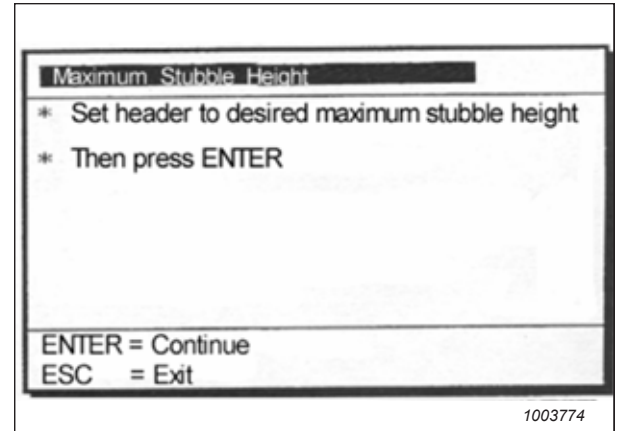 Maximum Stubble Height
* Set header to desired maximum stubble height
* Then press ENTER
ENTER = Continue
ESC = Exit
1003774